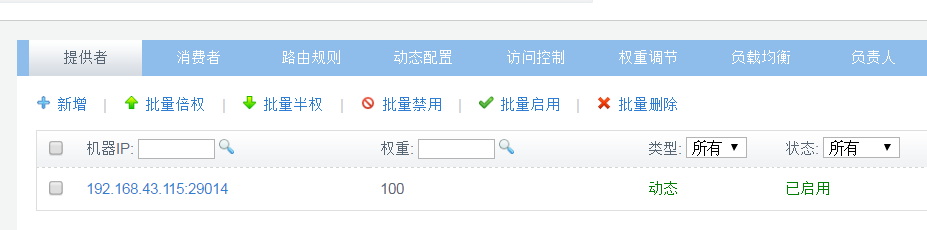 提供者 消费者 路由规则 动态配置 访问控制 权重调节 负载均衡 负责人
新增 | 批量倍权 | 批量半权 | 批量禁用 | 批量启用 | 批量删除
机器IP: 权重: 类型: 所有 状态: 所有
192.168.43.115:29014 100 动态 已启用